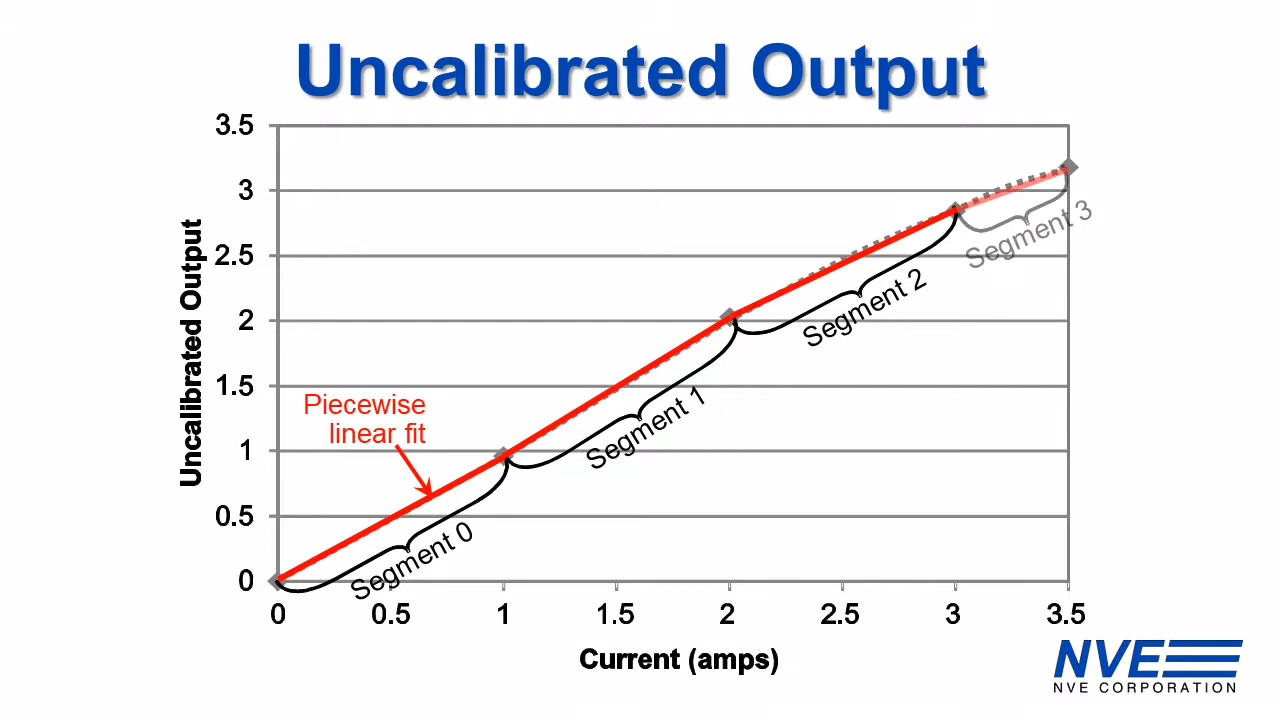 Uncalibrated Output
3.5
3
2.5
2
1.5
1
0.5
0
Uncalibrated Output
Piecewise
linear fit
Segment 0
Segment 1
Segment 2
Segment 3
0 0.5 1 1.5 2 2.5 3 3.5
Current (amps)
NVE
NVE CORPORATION